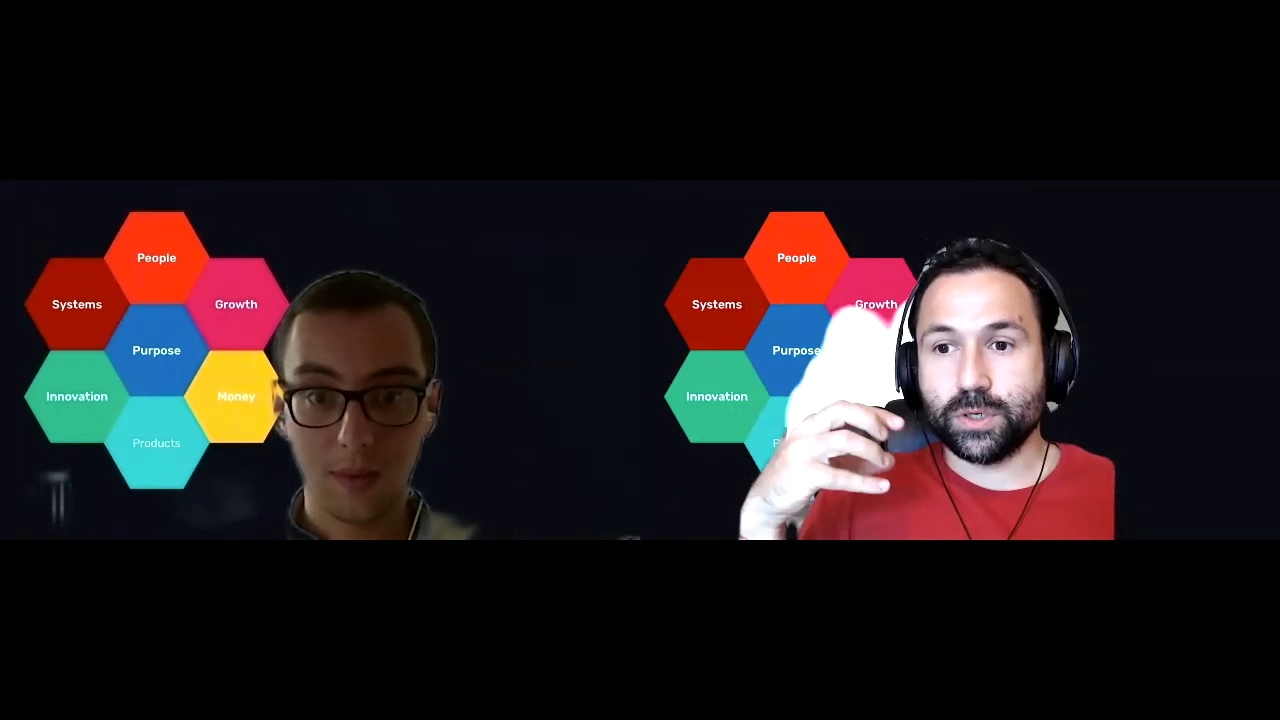 People
Systems
Growth
Purpose
Innovation
Money
Products
People
Systems
Growth
Purpose
Innovation
P